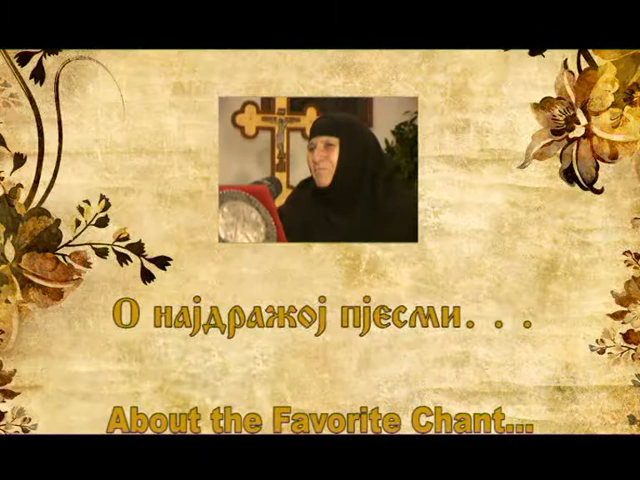 О најдражој пјесми. . .
About the Favorite Chant...